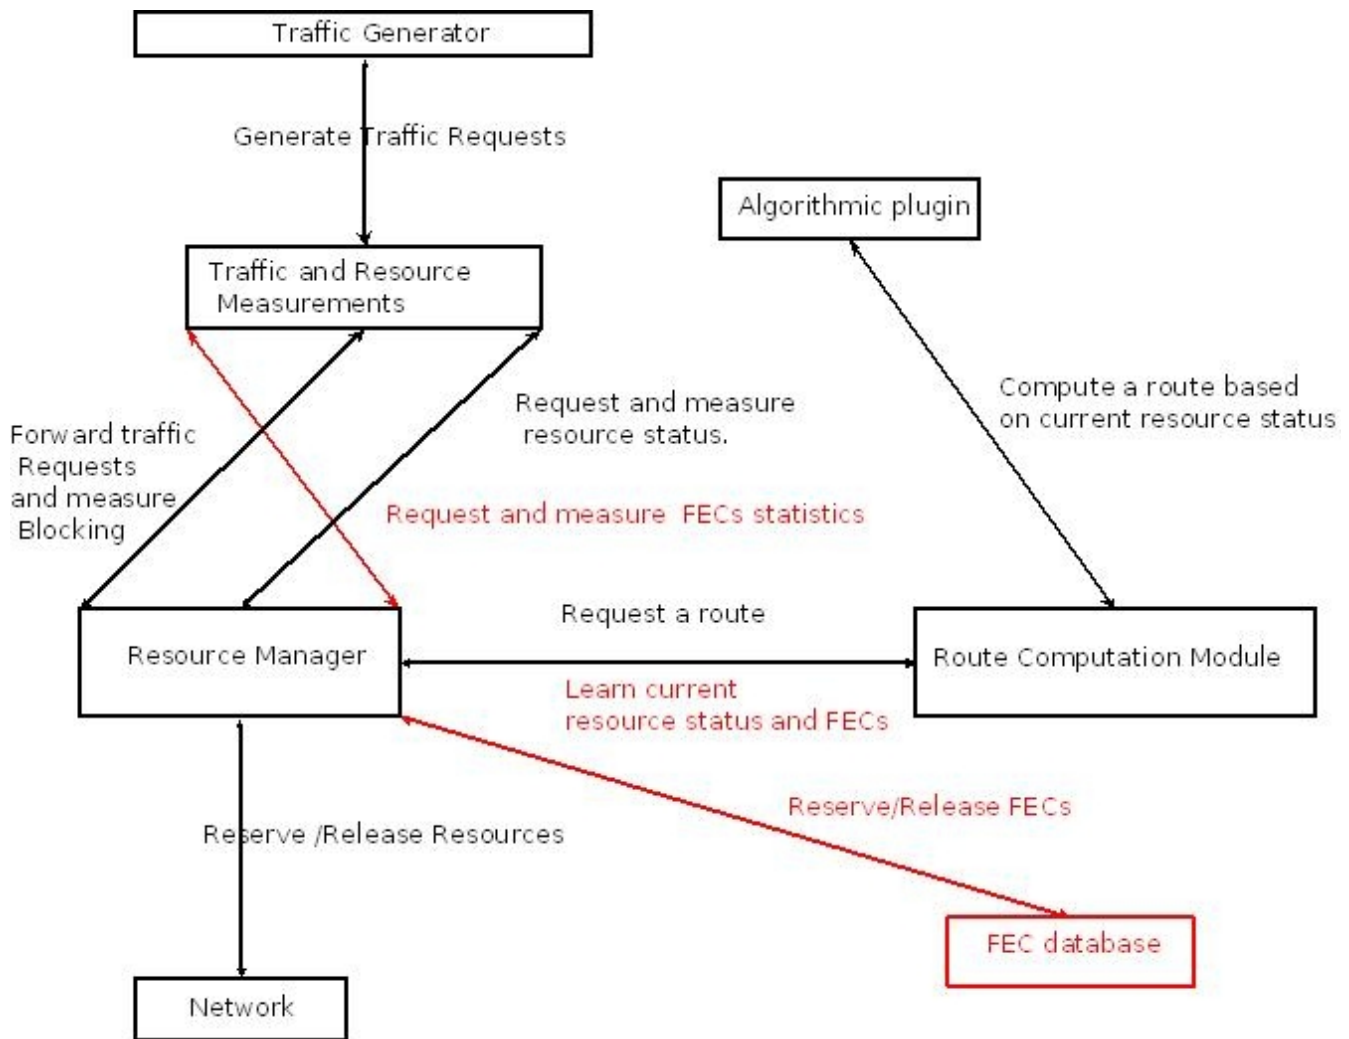 Traffic Generator
Generate Traffic Requests
Algorithmic plugin
Traffic and Resource
Measurements
Compute a route based
on current resource status
Request and measure
resource status.
Forward traffic
Requests
and measure
Blocking
Request and measure FECs statistics
Request a route
Resource Manager
Route Computation Module
Learn current
resource status and FECs
Reserve/Release FECs
Reserve /Release Resources
FEC database
Network